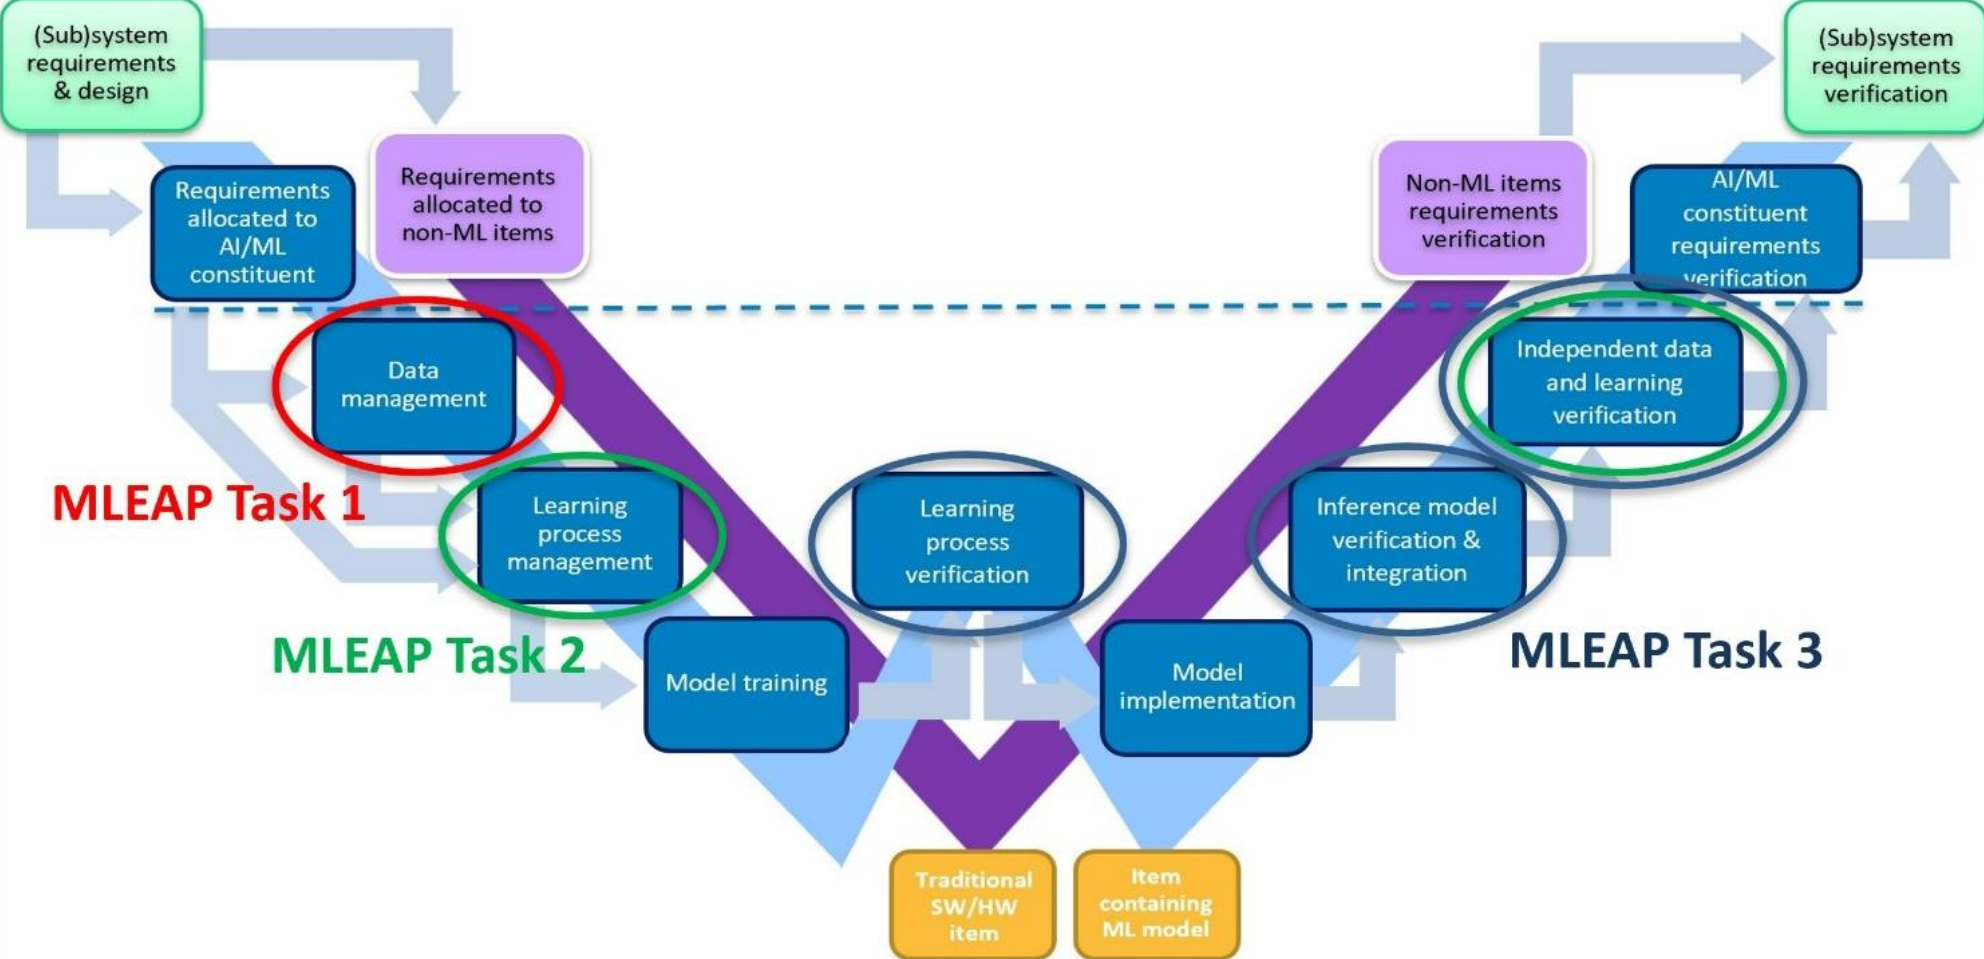 (Sub)system
requirements
& design
(Sub)system
requirements
verification
Requirements
allocated to
AI/ML
constituent
Requirements
allocated to
non-ML items
Non-ML items
requirements
verification
AI/ML
constituent
requirements
verification
Data
management
Independent data
and learning
verification
MLEAP Task 1
Learning
process
management
Learning
process
verification
Inference model
verification &
integration
MLEAP Task 2
MLEAP Task 3
Model training
Model
implementation
Traditional
SW/HW
item
Item
containing
ML model